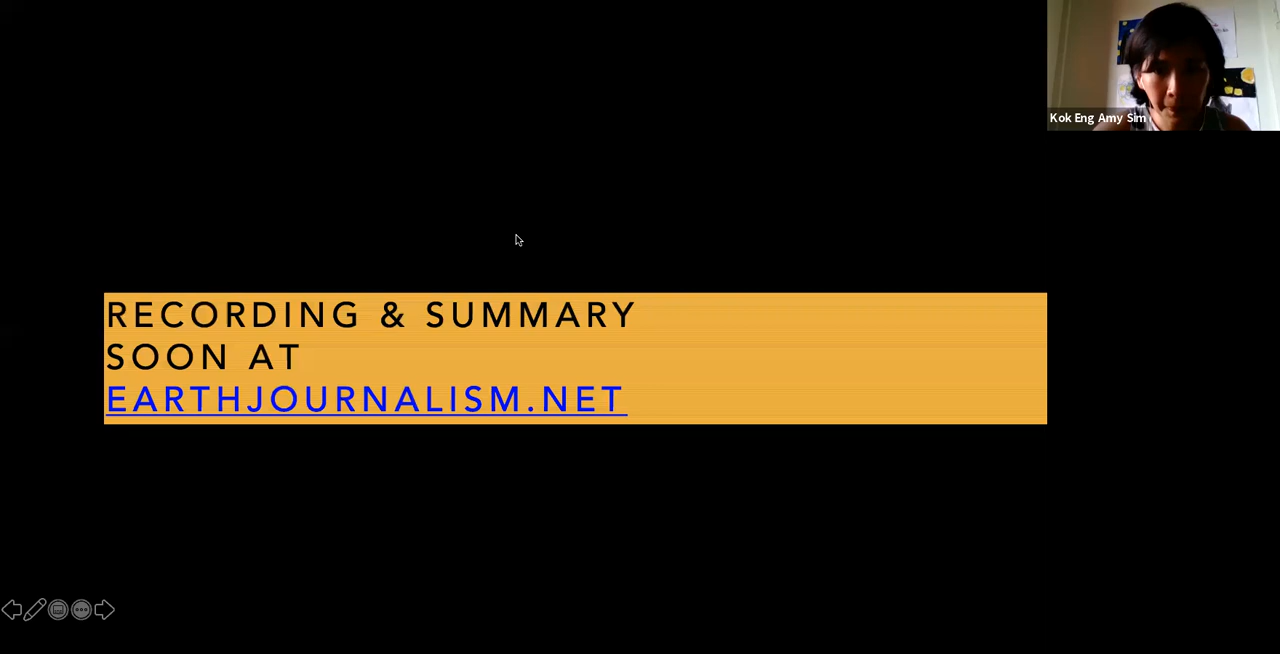 Kok Eng Amy Sim
RECORDING & SUMMARY
SOON AT
EARTHJOURNALISM.NET